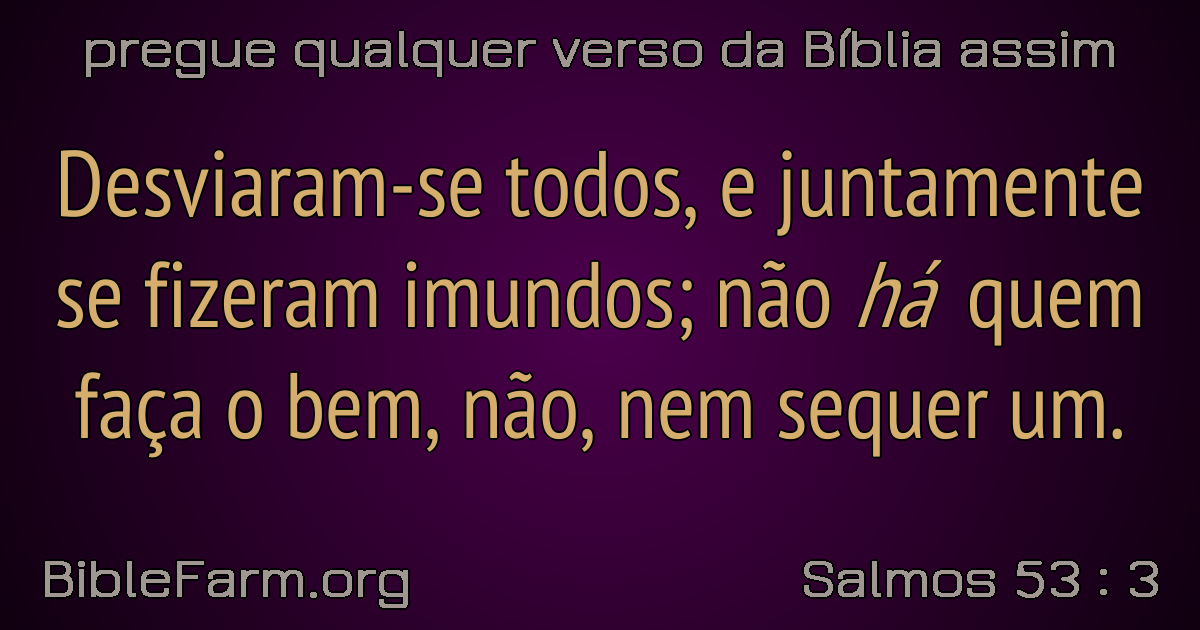 pregue qualquer verso da Bíblia assim
Desviaram-se todos, e juntamente
se fizeram imundos; não há quem
faça o bem, não, nem sequer um.
BibleFarm.org
Salmos 53 : 3